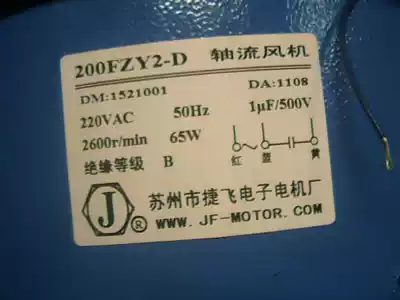 200FZY2-D 轴流风机
DM:1521001 DA:1108
220VAC 50Hz 1μF/500V
2600r/min 65W
绝缘等级 B 红 蓝 黄
J ® 苏州市捷飞电子电机厂
WWW.JF-MOTOR.COM